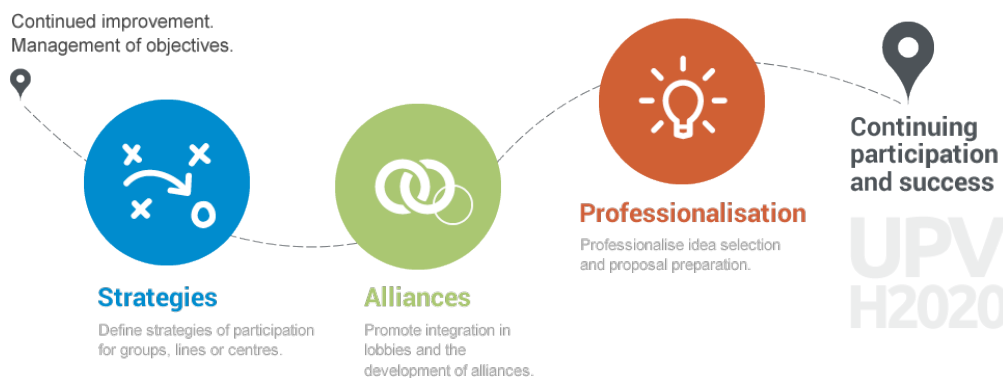 Continued improvement.
Management of objectives.
Strategies
Define strategies of participation
for groups, lines or centres.
Alliances
Promote integration in
lobbies and the
development of alliances.
Professionalisation
Professionalise idea selection
and proposal preparation.
Continuing
participation
and success
UPV
H2020